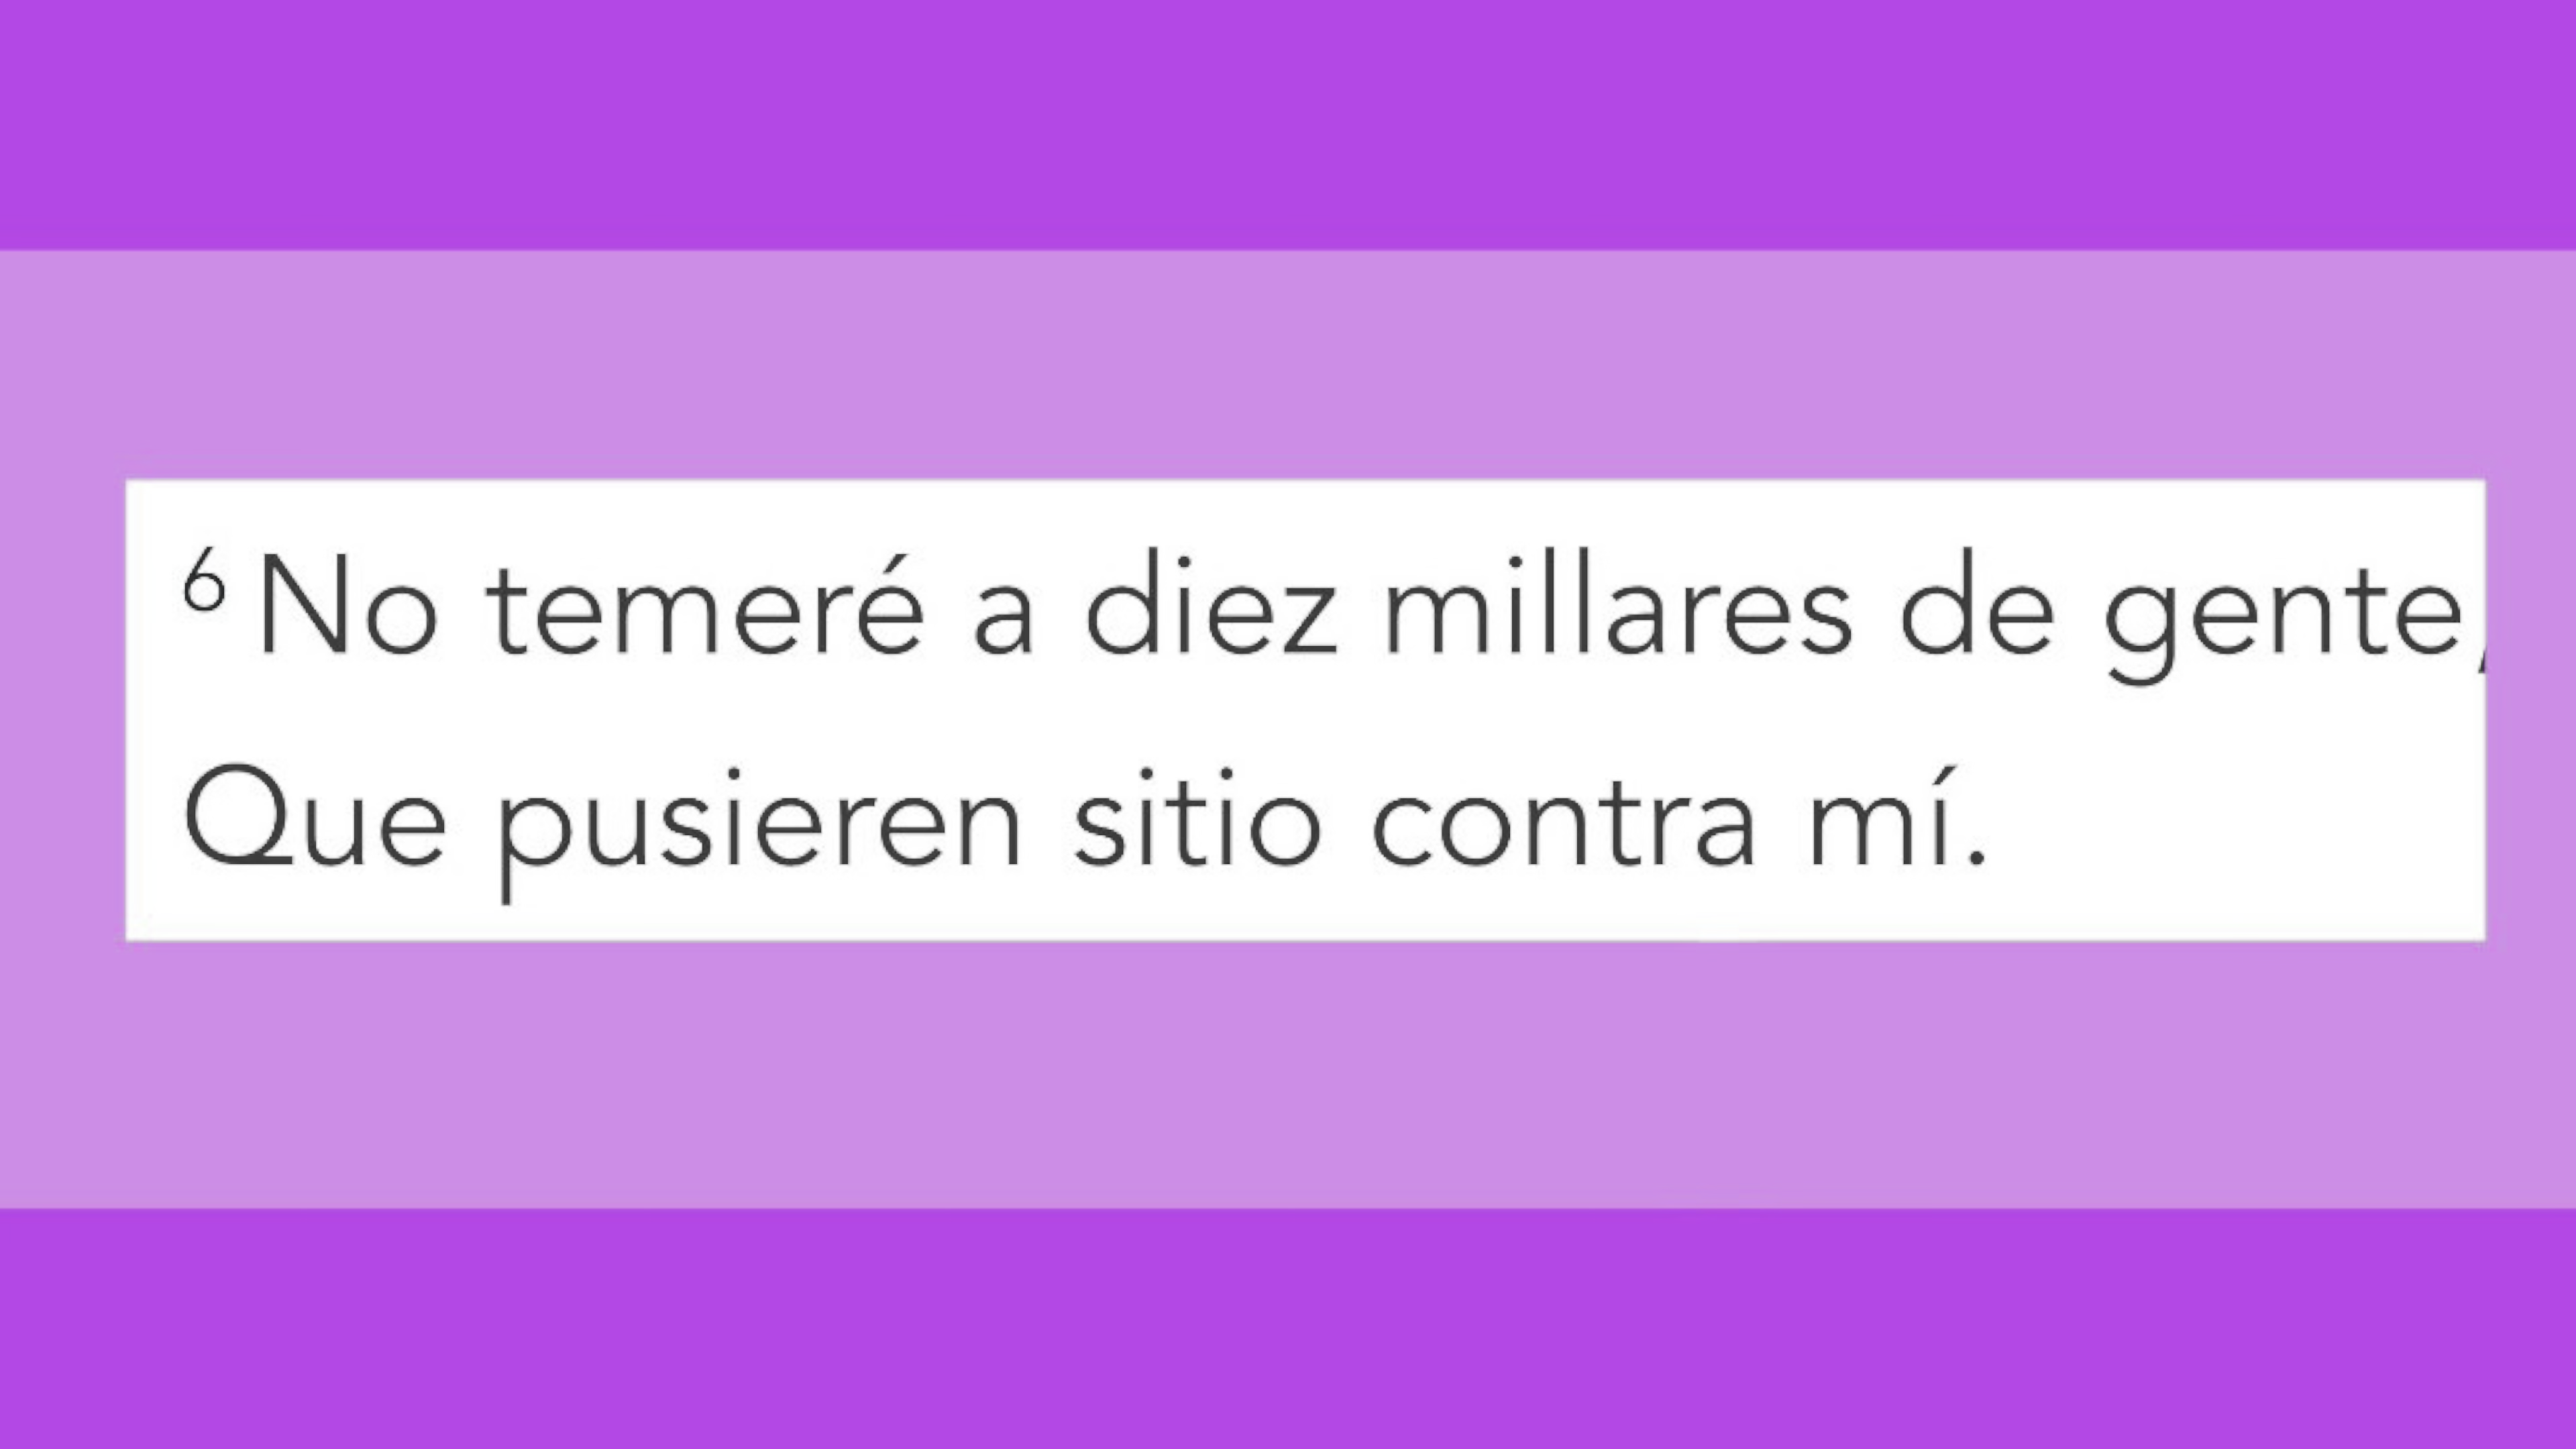 6 No temeré a diez millares de gente,
Que pusieren sitio contra mí.